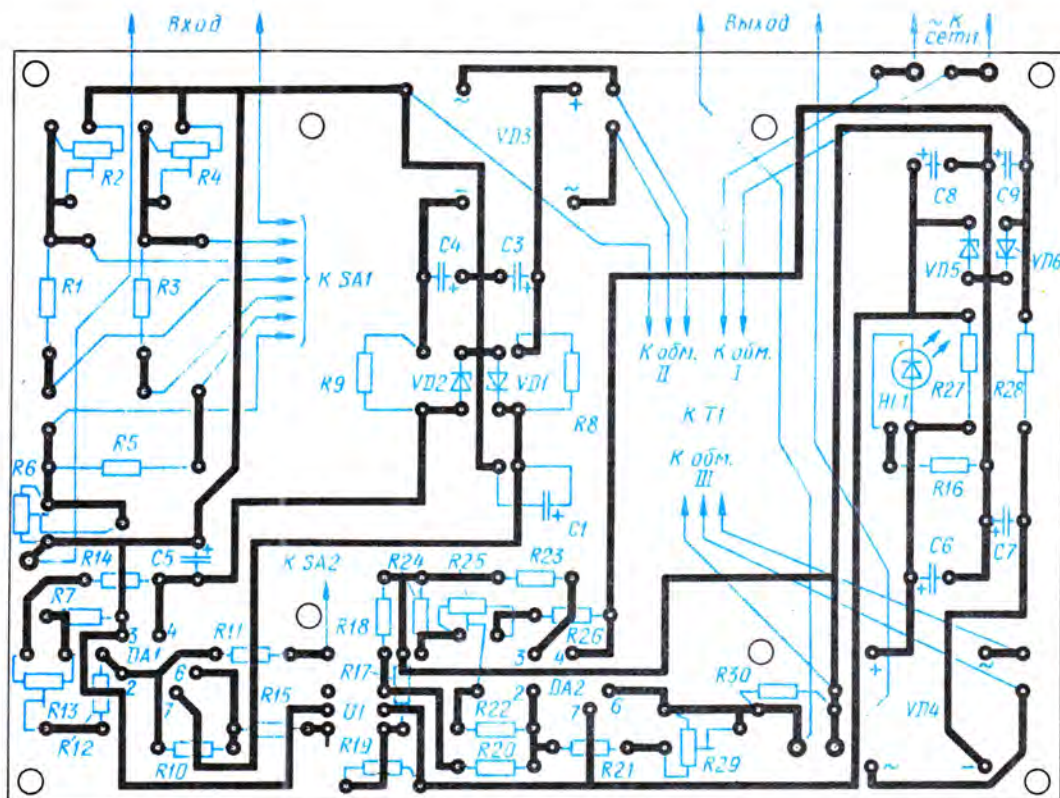 Вход
Выход
~ К
сети
R2
R4
~
+
VD3
C8
C9
-
~
C4
C3
VD5
VD6
R1
R3
К SA1
К обм.
II
К обм.
I
R9
VD2
VD1
R8
HL1
R27
R28
К T1
R5
К обм.
III
R6
R16
C1
R14
C5
К SA2
R24
R25
R23
C6
C7
R7
R18
R26
3
4
R11
3
4
DA1
R17
+
~
2
6
DA2
R30
7
R15
2
7
6
R13
U1
R22
VD4
R12
R10
R19
R20
R21
R29
~
-